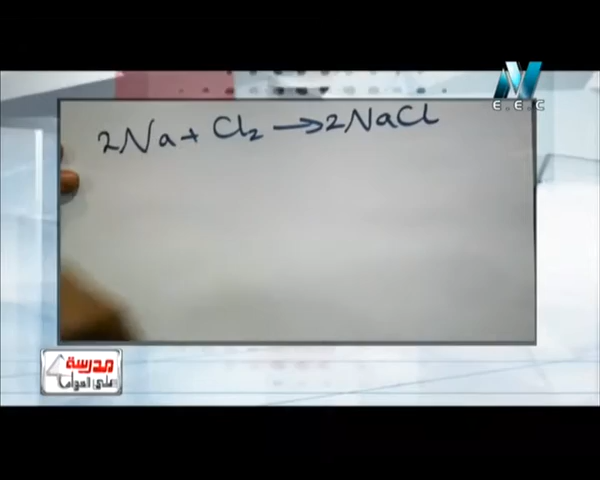 2Na + Cl₂ → 2NaCl
E.E.C
مدرسة
على الهواء